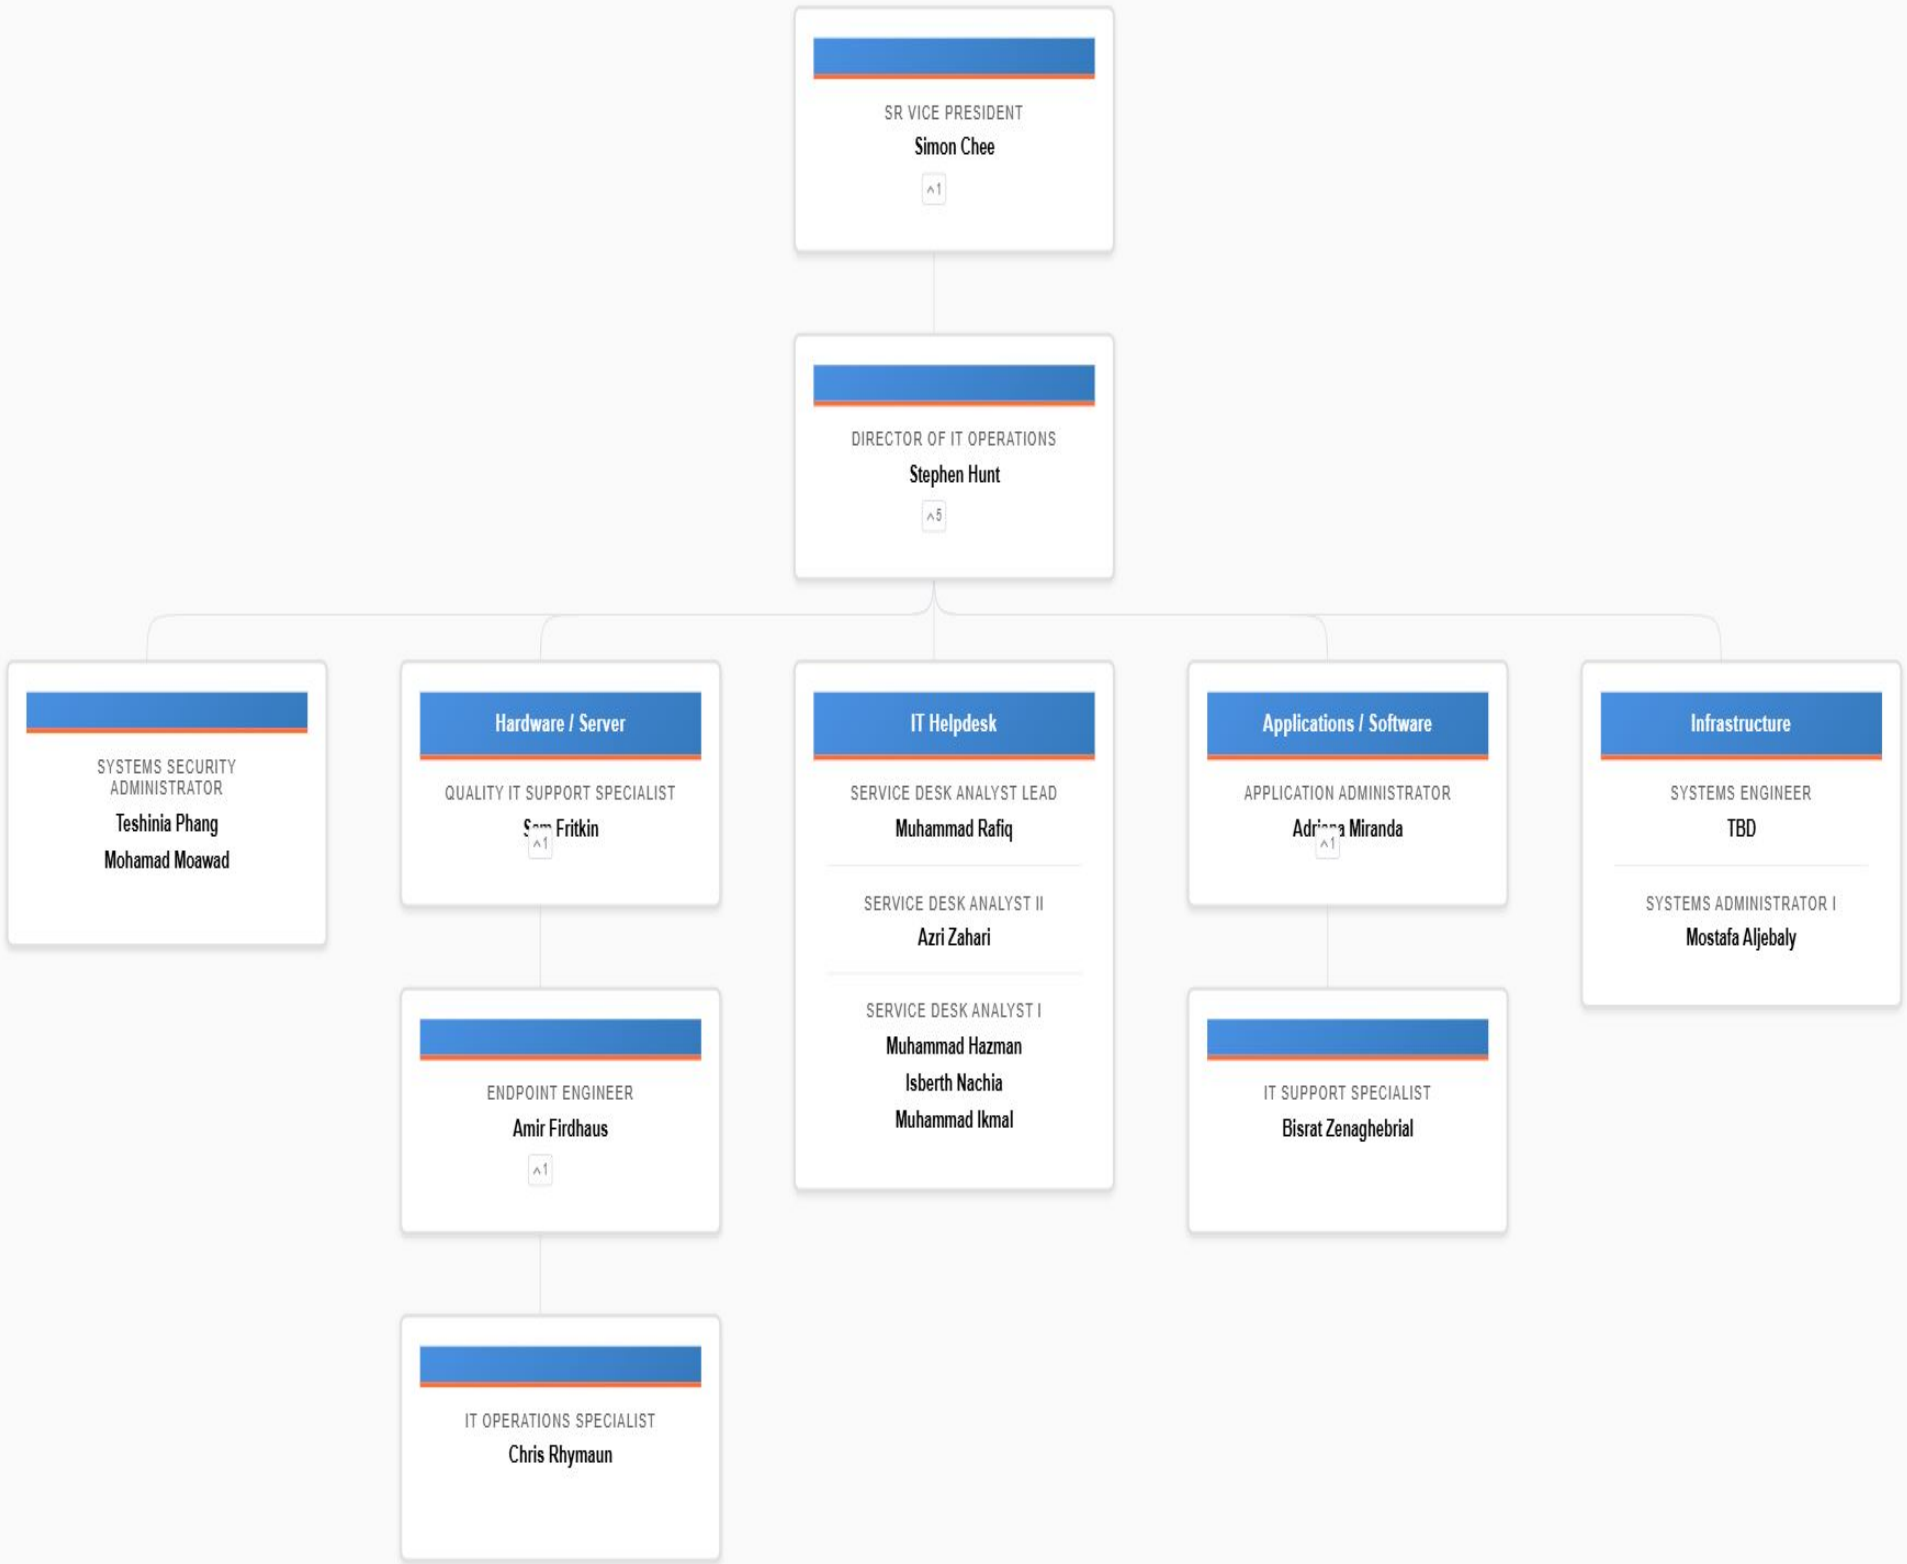 SR VICE PRESIDENT
Simon Chee
^1
DIRECTOR OF IT OPERATIONS
Stephen Hunt
^5
SYSTEMS SECURITY
ADMINISTRATOR
Teshinia Phang
Mohamad Moawad
Hardware / Server
QUALITY IT SUPPORT SPECIALIST
Fritkin
^1
ENDPOINT ENGINEER
Amir Firdhaus
^1
IT OPERATIONS SPECIALIST
Chris Rhymaun
IT Helpdesk
SERVICE DESK ANALYST LEAD
Muhammad Rafiq
SERVICE DESK ANALYST II
Azri Zahari
SERVICE DESK ANALYST I
Muhammad Hazman
Isberth Nachia
Muhammad Ikmal
Applications / Software
APPLICATION ADMINISTRATOR
Adriana Miranda
^1
IT SUPPORT SPECIALIST
Bisrat Zenaghebrial
Infrastructure
SYSTEMS ENGINEER
TBD
SYSTEMS ADMINISTRATOR I
Mostafa Aljebaly